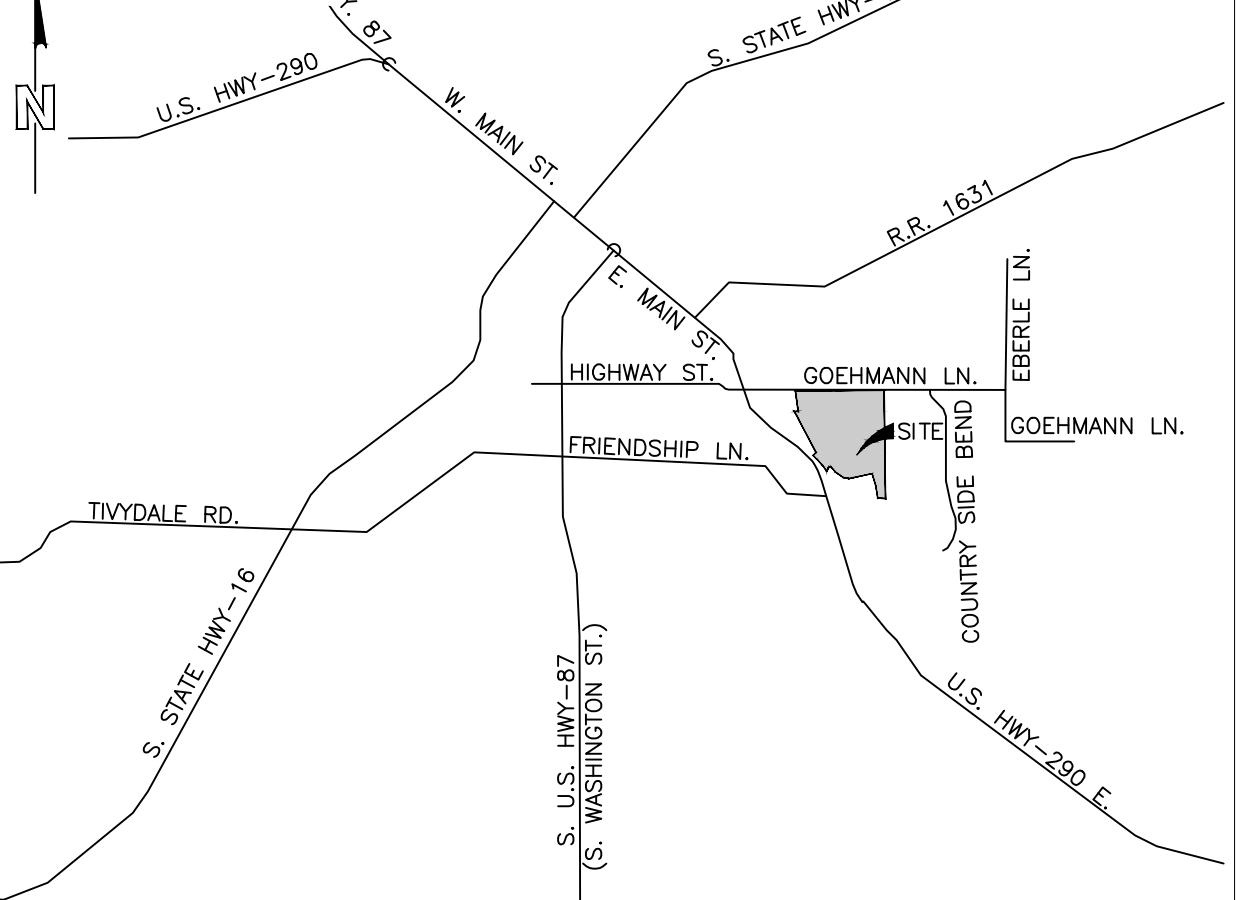 Y. 87
S. STATE HWY-
U.S. HWY-290
N
W. MAIN ST.
R.R. 1631
E. MAIN ST.
EBERLE LN.
HIGHWAY ST.
GOEHMANN LN.
GOEHMANN LN.
SITE
FRIENDSHIP LN.
COUNTRY SIDE BEND
TIVYDALE RD.
S. STATE HWY-16
S. U.S. HWY-87
(S. WASHINGTON ST.)
U.S. HWY-290 E.